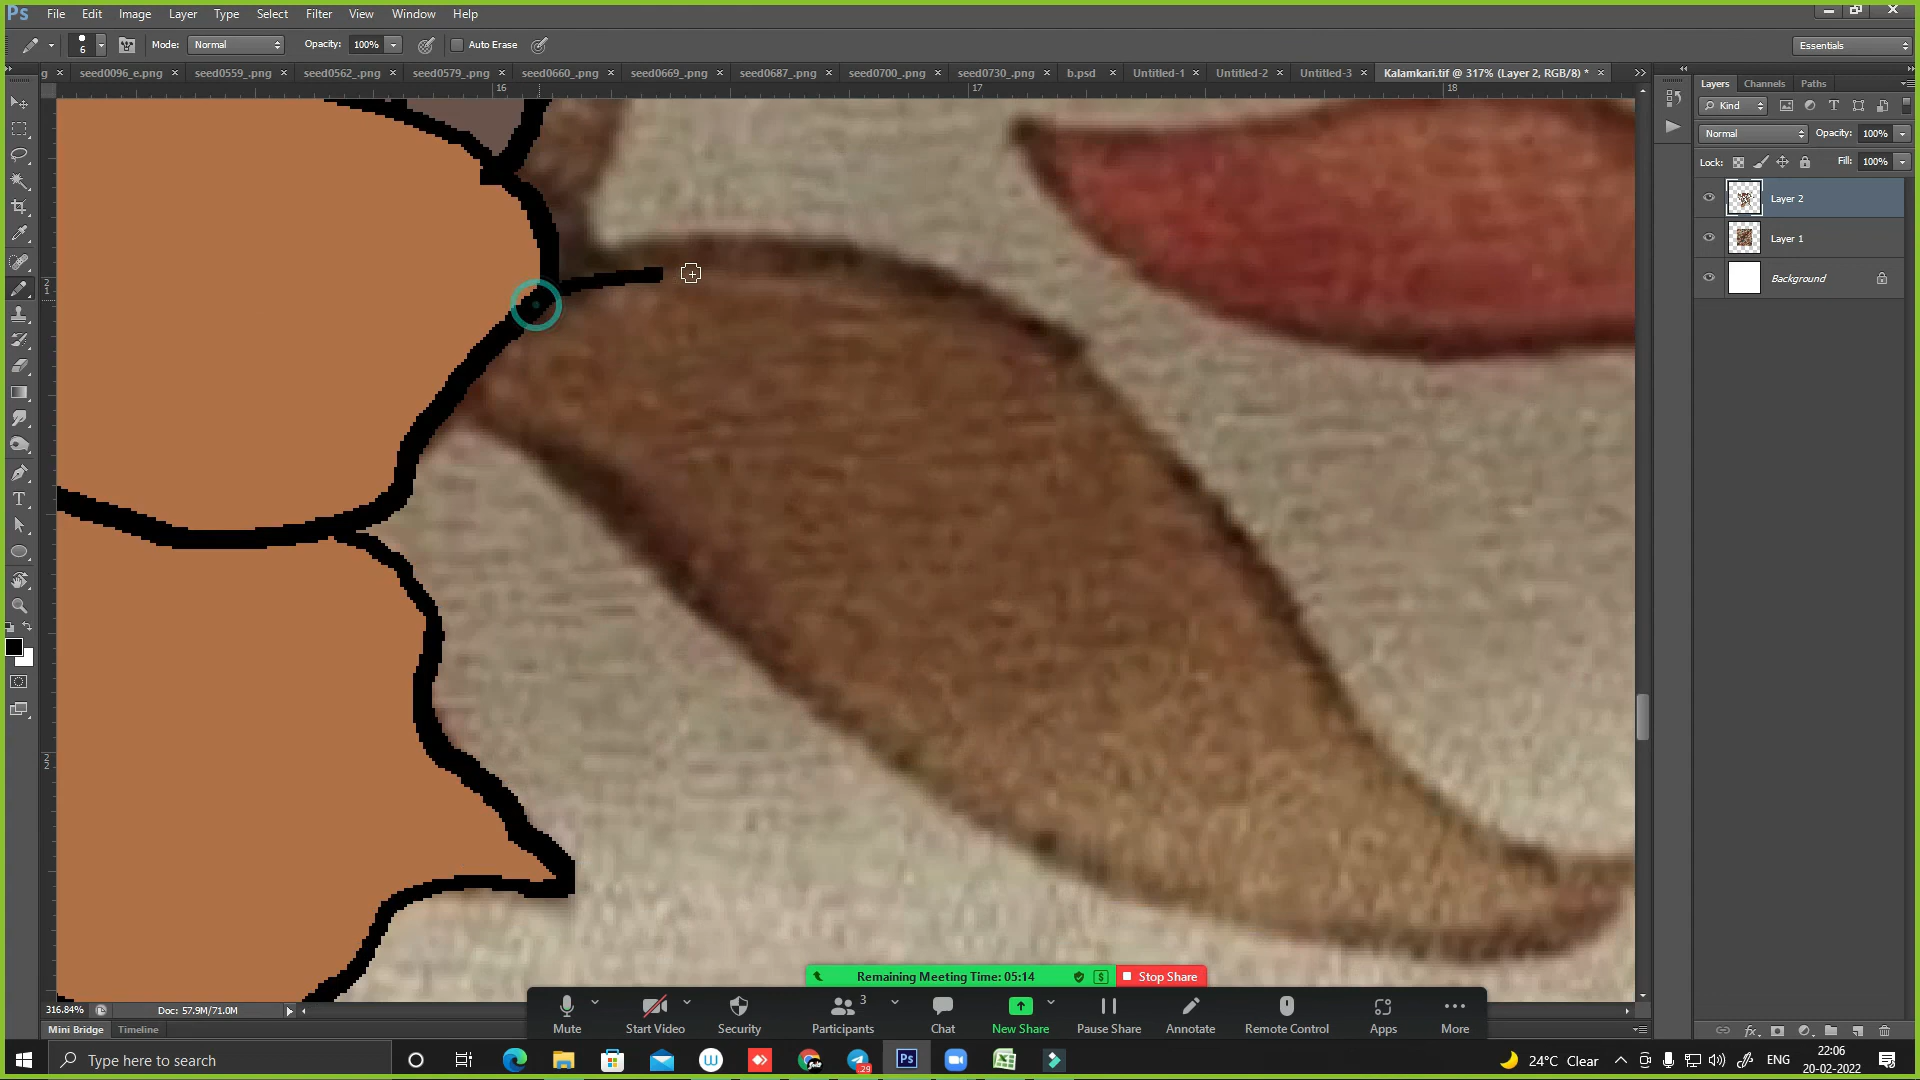 Ps File Edit Image Layer Type Select Filter View Window Help
6 Mode: Normal Opacity: 100% Auto Erase Essentials
g × seed0096_e.png × seed0559_.png × seed0562_.png × seed0579_.png × seed0660_.png × seed0669_.png × seed0687_.png × seed0700_.png × seed0730_.png × b.psd × Untitled-1 × Untitled-2 × Untitled-3 × Kalamkari.tif @ 317% (Layer 2, RGB/8) * ×
16 17 18
21
22
Layers Channels Paths
Kind
Normal Opacity: 100%
Lock: Fill: 100%
Layer 2
Layer 1
Background
Remaining Meeting Time: 05:14 Stop Share
Mute Start Video Security Participants 3 Chat New Share Pause Share Annotate Remote Control Apps More
316.84% Doc: 57.9M/71.0M
Mini Bridge Timeline
Type here to search
29
24°C Clear ENG 22:06
20-02-2022